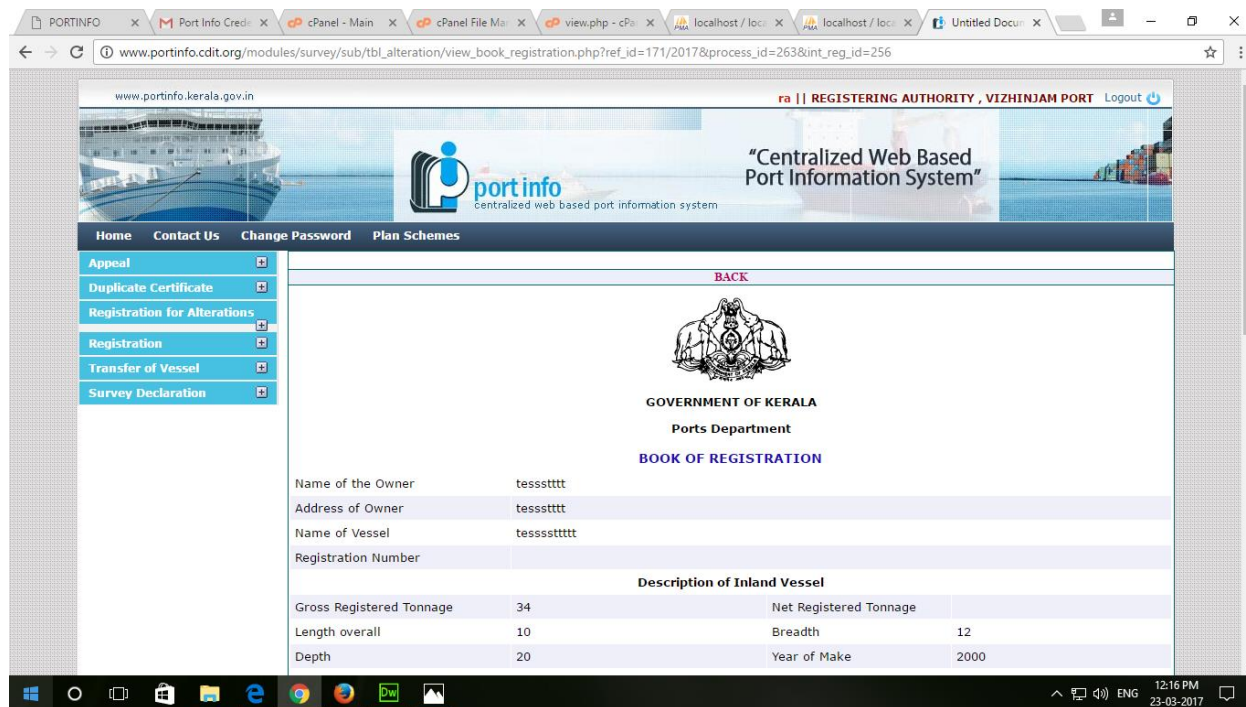 PORTINFO
M Port Info Crede
cPanel - Main
cPanel File Mar
view.php - cPa
localhost / loca
localhost / loca
Untitled Docum
www.portinfo.cdit.org/modules/survey/sub/tbl_alteration/view_book_registration.php?ref_id=171/2017&process_id=263&int_reg_id=256
www.portinfo.kerala.gov.in
ra || REGISTERING AUTHORITY , VIZHINJAM PORT Logout
port info
centralized web based port information system
"Centralized Web Based
Port Information System"
Home Contact Us Change Password Plan Schemes
Appeal
Duplicate Certificate
Registration for Alterations
Registration
Transfer of Vessel
Survey Declaration
BACK
GOVERNMENT OF KERALA
Ports Department
BOOK OF REGISTRATION
Name of the Owner tessstttt
Address of Owner tessstttt
Name of Vessel tessssttttt
Registration Number
Description of Inland Vessel
Gross Registered Tonnage 34 Net Registered Tonnage
Length overall 10 Breadth 12
Depth 20 Year of Make 2000
Dw
ENG
12:16 PM
23-03-2017